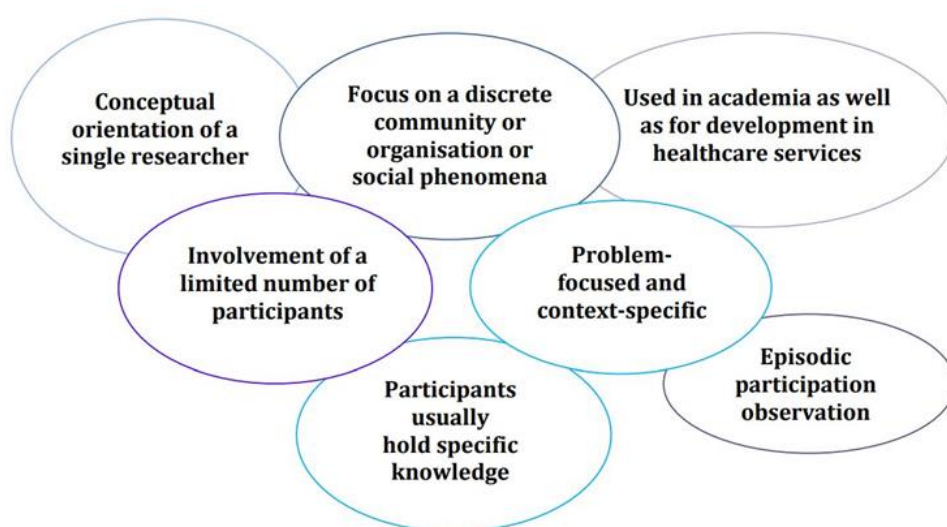 Conceptual
orientation of a
single researcher
Focus on a discrete
community or
organisation or
social phenomena
Used in academia as well
as for development in
healthcare services
Involvement of a
limited number of
participants
Problem-
focused and
context-specific
Participants
usually
hold specific
knowledge
Episodic
participation
observation